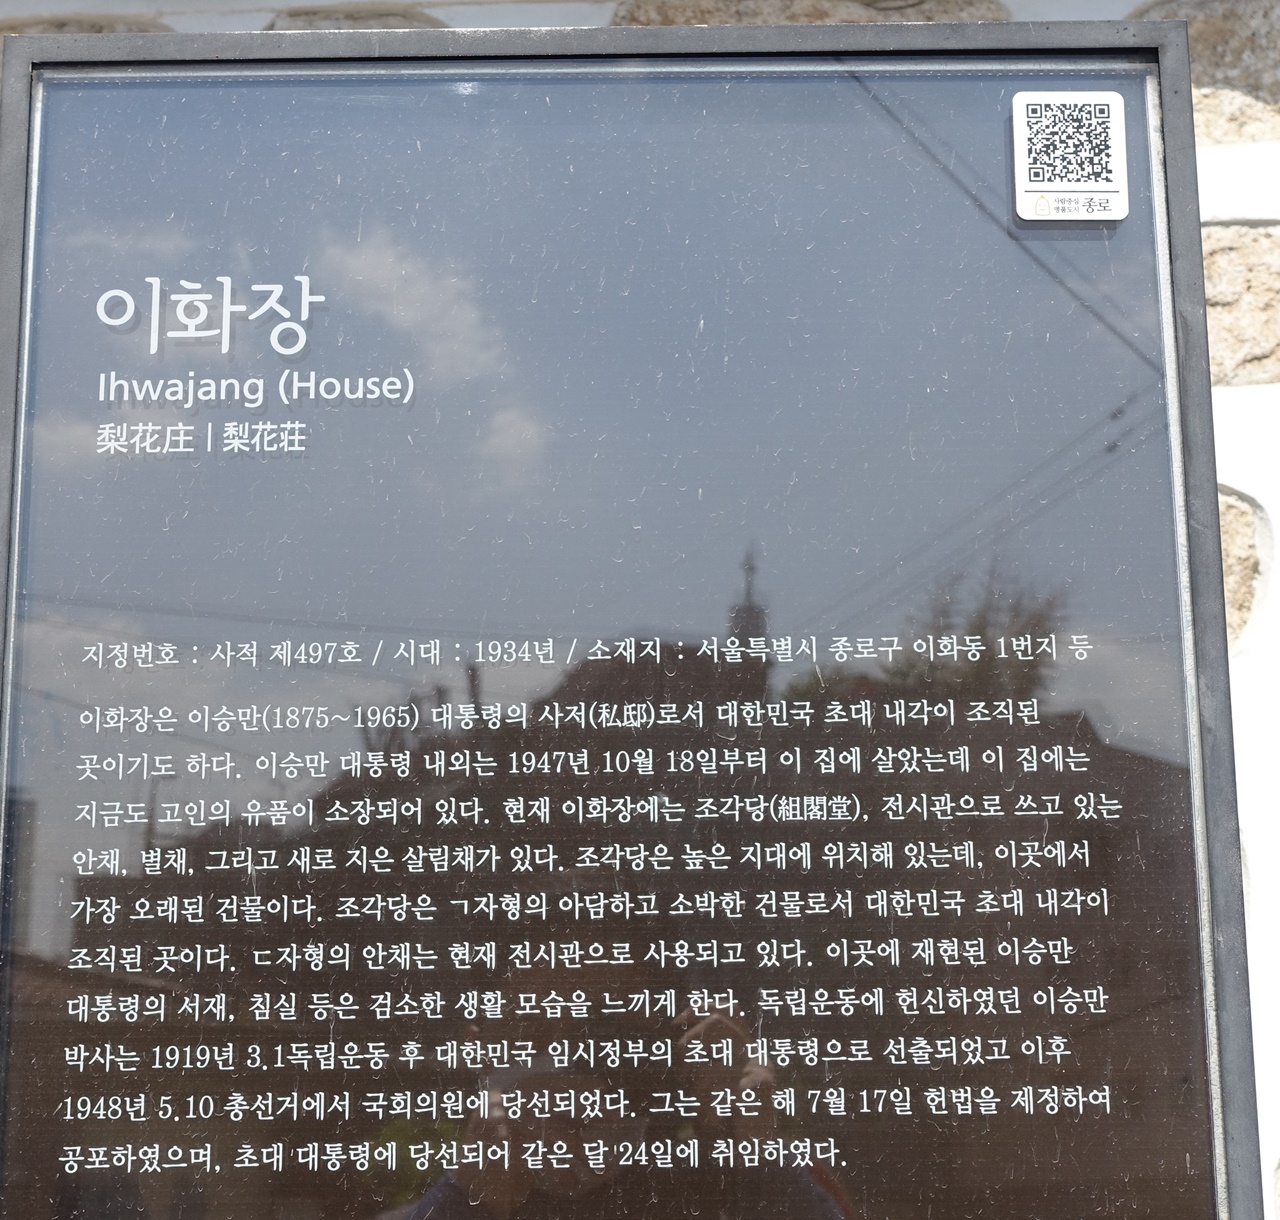 사람중심
명품도시 종로
이화장
Ihwajang (House)
梨花庄 | 梨花荘
지정번호 : 사적 제497호 / 시대 : 1934년 / 소재지 : 서울특별시 종로구 이화동 1번지 등
이화장은 이승만(1875~1965) 대통령의 사저(私邸)로서 대한민국 초대 내각이 조직된
곳이기도 하다. 이승만 대통령 내외는 1947년 10월 18일부터 이 집에 살았는데 이 집에는
지금도 고인의 유품이 소장되어 있다. 현재 이화장에는 조각당(組閣堂), 전시관으로 쓰고 있는
안채, 별채, 그리고 새로 지은 살림채가 있다. 조각당은 높은 지대에 위치해 있는데, 이곳에서
가장 오래된 건물이다. 조각당은 ㄱ자형의 아담하고 소박한 건물로서 대한민국 초대 내각이
조직된 곳이다. ㄷ자형의 안채는 현재 전시관으로 사용되고 있다. 이곳에 재현된 이승만
대통령의 서재, 침실 등은 검소한 생활 모습을 느끼게 한다. 독립운동에 헌신하였던 이승만
박사는 1919년 3.1독립운동 후 대한민국 임시정부의 초대 대통령으로 선출되었고 이후
1948년 5.10 총선거에서 국회의원에 당선되었다. 그는 같은 해 7월 17일 헌법을 제정하여
공포하였으며, 초대 대통령에 당선되어 같은 달 24일에 취임하였다.